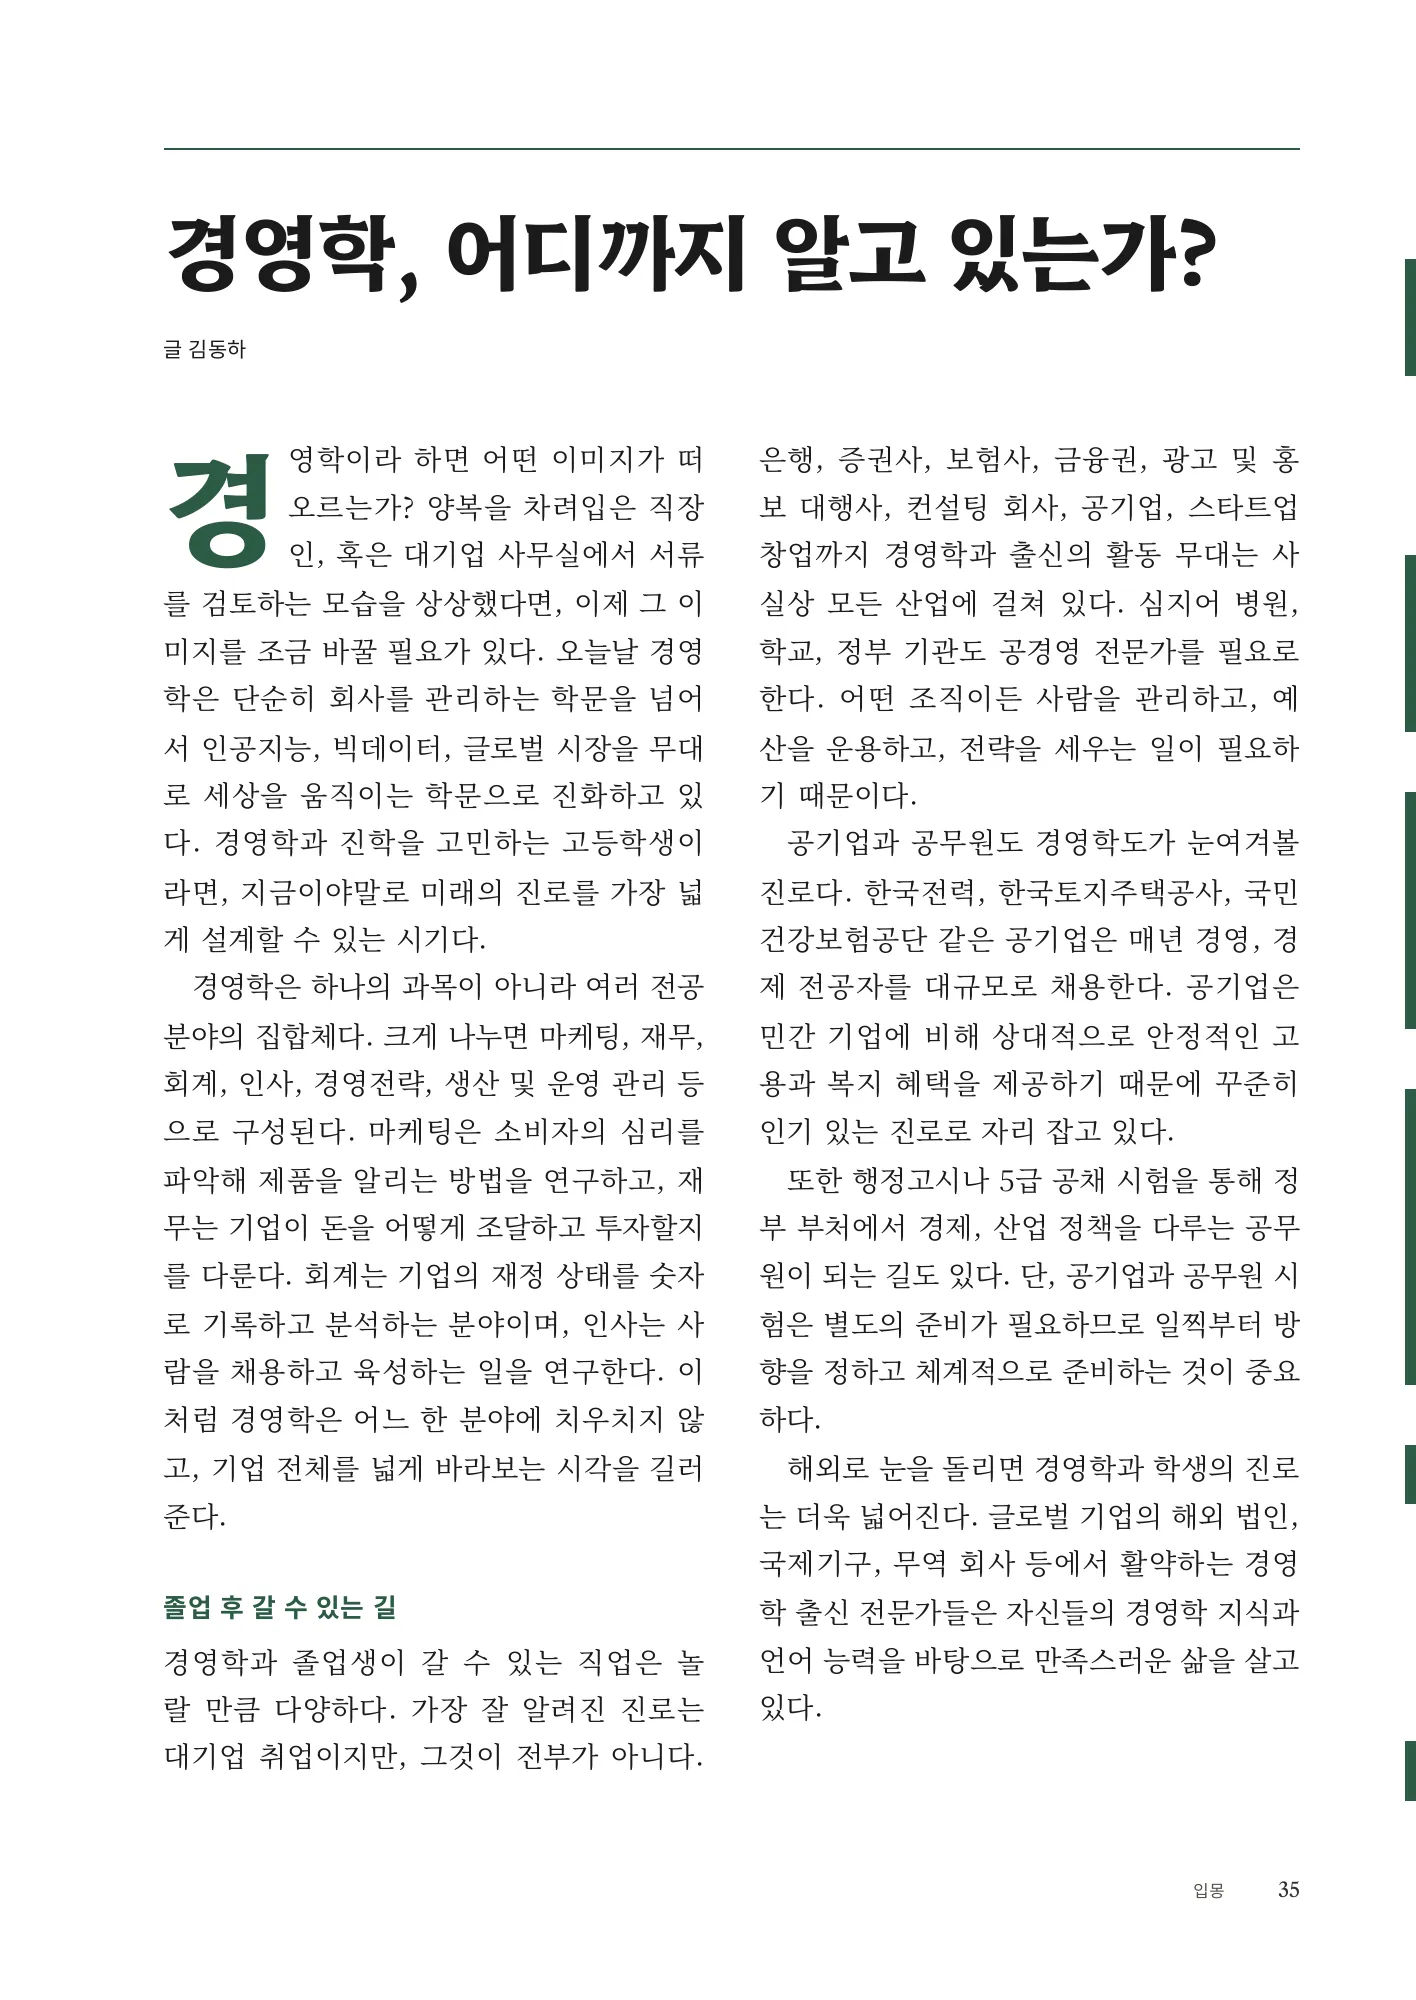 경영학, 어디까지 알고 있는가?
글 김동하
경영학이라 하면 어떤 이미지가 떠
오르는가? 양복을 차려입은 직장
인, 혹은 대기업 사무실에서 서류
를 검토하는 모습을 상상했다면, 이제 그 이
미지를 조금 바꿀 필요가 있다. 오늘날 경영
학은 단순히 회사를 관리하는 학문을 넘어
서 인공지능, 빅데이터, 글로벌 시장을 무대
로 세상을 움직이는 학문으로 진화하고 있
다. 경영학과 진학을 고민하는 고등학생이
라면, 지금이야말로 미래의 진로를 가장 넓
게 설계할 수 있는 시기다.
경영학은 하나의 과목이 아니라 여러 전공
분야의 집합체다. 크게 나누면 마케팅, 재무,
회계, 인사, 경영전략, 생산 및 운영 관리 등
으로 구성된다. 마케팅은 소비자의 심리를
파악해 제품을 알리는 방법을 연구하고, 재
무는 기업이 돈을 어떻게 조달하고 투자할지
를 다룬다. 회계는 기업의 재정 상태를 숫자
로 기록하고 분석하는 분야이며, 인사는 사
람을 채용하고 육성하는 일을 연구한다. 이
처럼 경영학은 어느 한 분야에 치우치지 않
고, 기업 전체를 넓게 바라보는 시각을 길러
준다.
졸업 후 갈 수 있는 길
경영학과 졸업생이 갈 수 있는 직업은 놀
랄 만큼 다양하다. 가장 잘 알려진 진로는
대기업 취업이지만, 그것이 전부가 아니다.
은행, 증권사, 보험사, 금융권, 광고 및 홍
보 대행사, 컨설팅 회사, 공기업, 스타트업
창업까지 경영학과 출신의 활동 무대는 사
실상 모든 산업에 걸쳐 있다. 심지어 병원,
학교, 정부 기관도 공경영 전문가를 필요로
한다. 어떤 조직이든 사람을 관리하고, 예
산을 운용하고, 전략을 세우는 일이 필요하
기 때문이다.
공기업과 공무원도 경영학도가 눈여겨볼
진로다. 한국전력, 한국토지주택공사, 국민
건강보험공단 같은 공기업은 매년 경영, 경
제 전공자를 대규모로 채용한다. 공기업은
민간 기업에 비해 상대적으로 안정적인 고
용과 복지 혜택을 제공하기 때문에 꾸준히
인기 있는 진로로 자리 잡고 있다.
또한 행정고시나 5급 공채 시험을 통해 정
부 부처에서 경제, 산업 정책을 다루는 공무
원이 되는 길도 있다. 단, 공기업과 공무원 시
험은 별도의 준비가 필요하므로 일찍부터 방
향을 정하고 체계적으로 준비하는 것이 중요
하다.
해외로 눈을 돌리면 경영학과 학생의 진로
는 더욱 넓어진다. 글로벌 기업의 해외 법인,
국제기구, 무역 회사 등에서 활약하는 경영
학 출신 전문가들은 자신들의 경영학 지식과
언어 능력을 바탕으로 만족스러운 삶을 살고
있다.
입몽 35